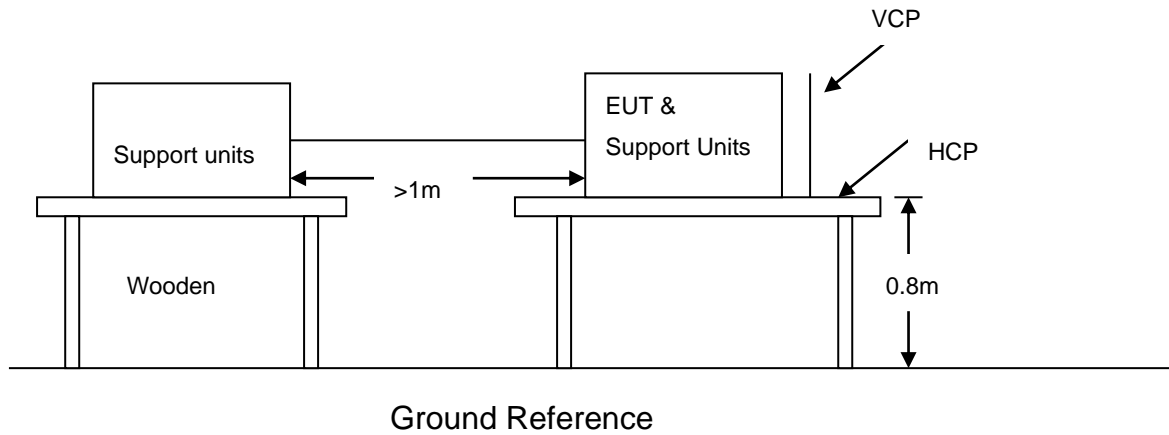 VCP
EUT &
Support Units
Support units
HCP
>1m
Wooden
0.8m
Ground Reference